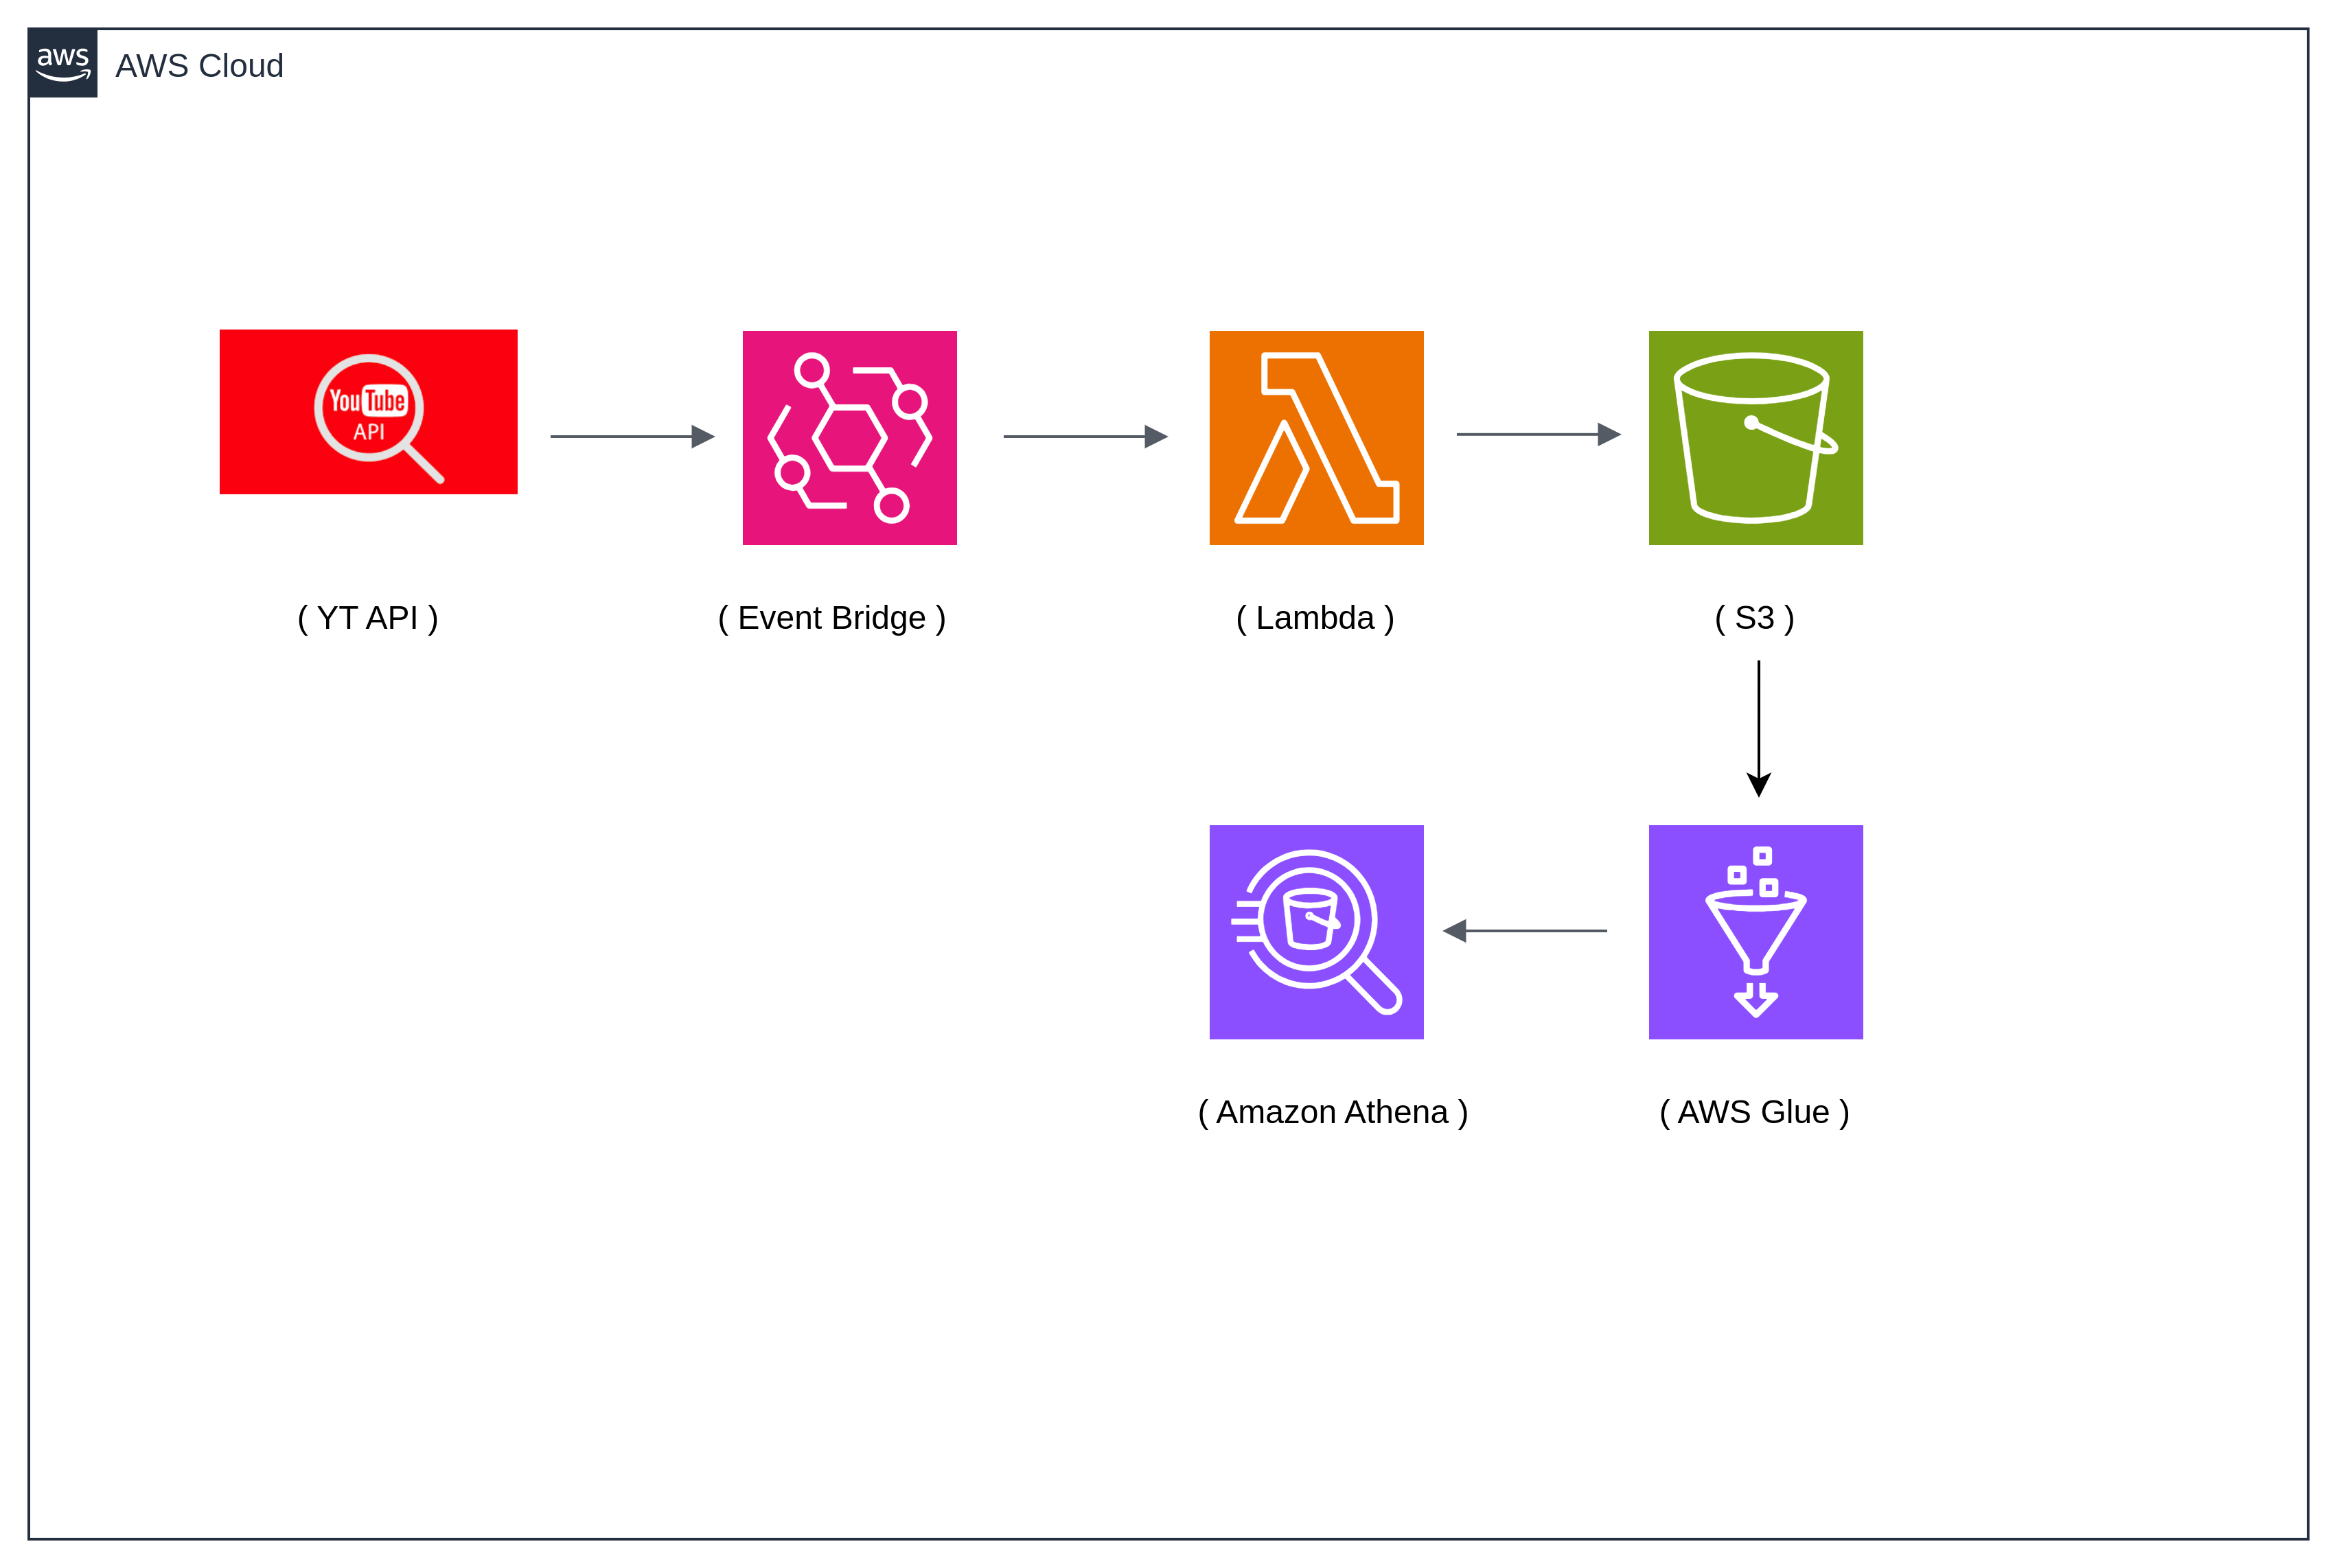 aws
AWS Cloud
YouTube
API
( YT API )
( Event Bridge )
( Lambda )
( S3 )
( Amazon Athena )
( AWS Glue )